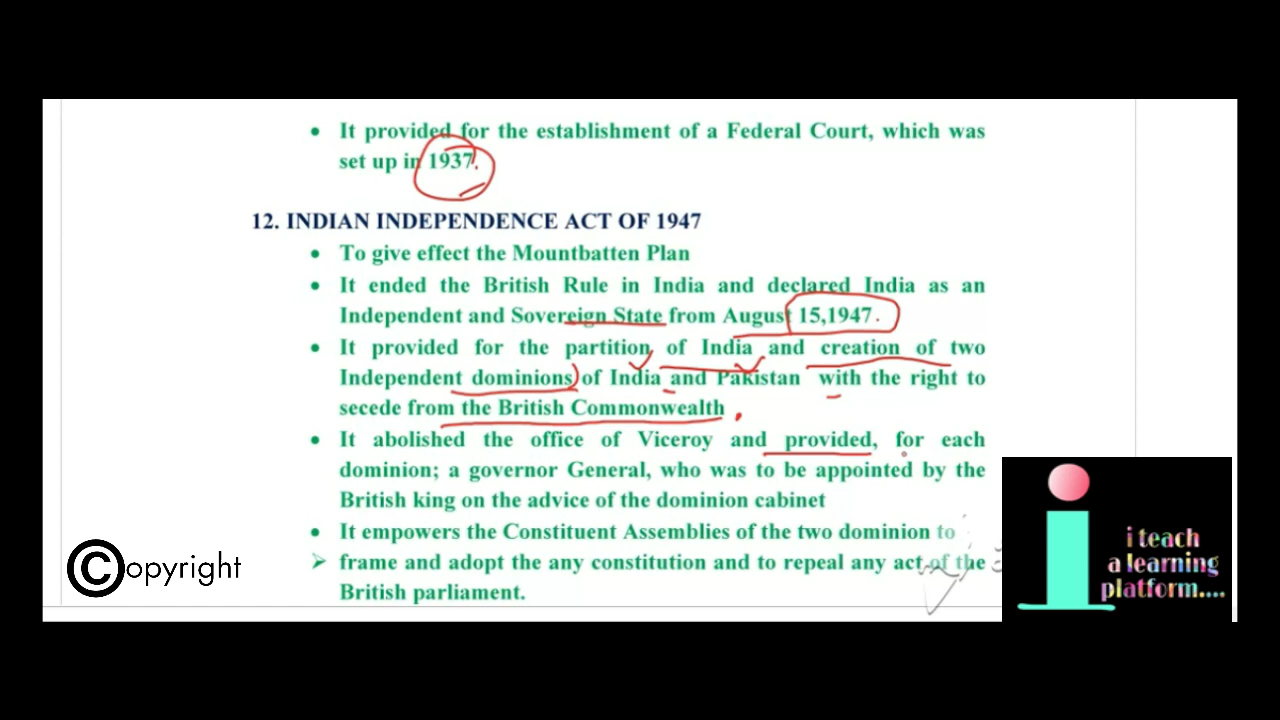 • It provided for the establishment of a Federal Court, which was
set up in 1937.
12. INDIAN INDEPENDENCE ACT OF 1947
• To give effect the Mountbatten Plan
• It ended the British Rule in India and declared India as an
Independent and Sovereign State from August 15,1947.
• It provided for the partition of India and creation of two
Independent dominions of India and Pakistan with the right to
secede from the British Commonwealth
• It abolished the office of Viceroy and provided, for each
dominion; a governor General, who was to be appointed by the
British king on the advice of the dominion cabinet
• It empowers the Constituent Assemblies of the two dominion to
➢ frame and adopt the any constitution and to repeal any act of the
British parliament.
©opyright
i teach
a learning
platform....